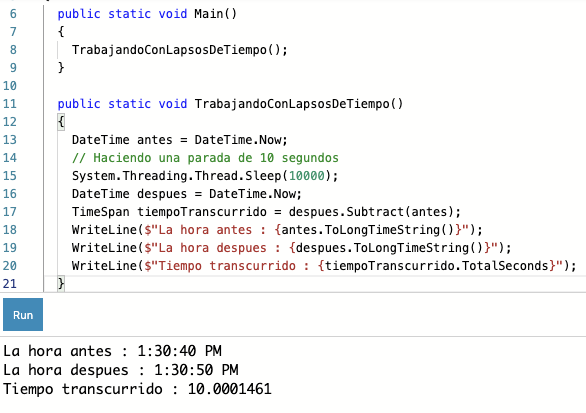 6 public static void Main()
7 {
8 TrabajandoConLapsosDeTiempo();
9 }
10
11 public static void TrabajandoConLapsosDeTiempo()
12 {
13 DateTime antes = DateTime.Now;
14 // Haciendo una parada de 10 segundos
15 System.Threading.Thread.Sleep(10000);
16 DateTime despues = DateTime.Now;
17 TimeSpan tiempoTranscurrido = despues.Subtract(antes);
18 WriteLine($"La hora antes : {antes.ToLongTimeString()}");
19 WriteLine($"La hora despues : {despues.ToLongTimeString()}");
20 WriteLine($"Tiempo transcurrido : {tiempoTranscurrido.TotalSeconds}");
21 }
Run
La hora antes : 1:30:40 PM
La hora despues : 1:30:50 PM
Tiempo transcurrido : 10.0001461